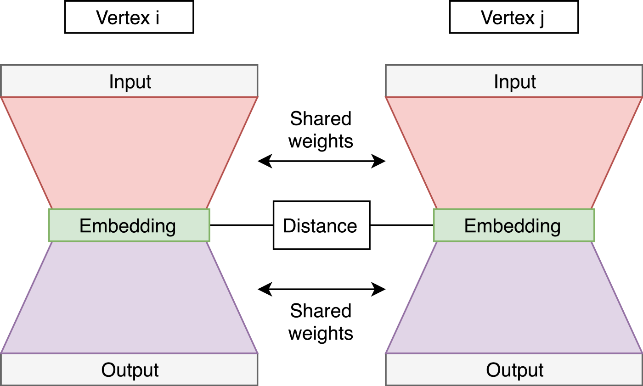 Vertex i
Vertex j
Input
Input
Shared
weights
Embedding
Distance
Embedding
Shared
weights
Output
Output